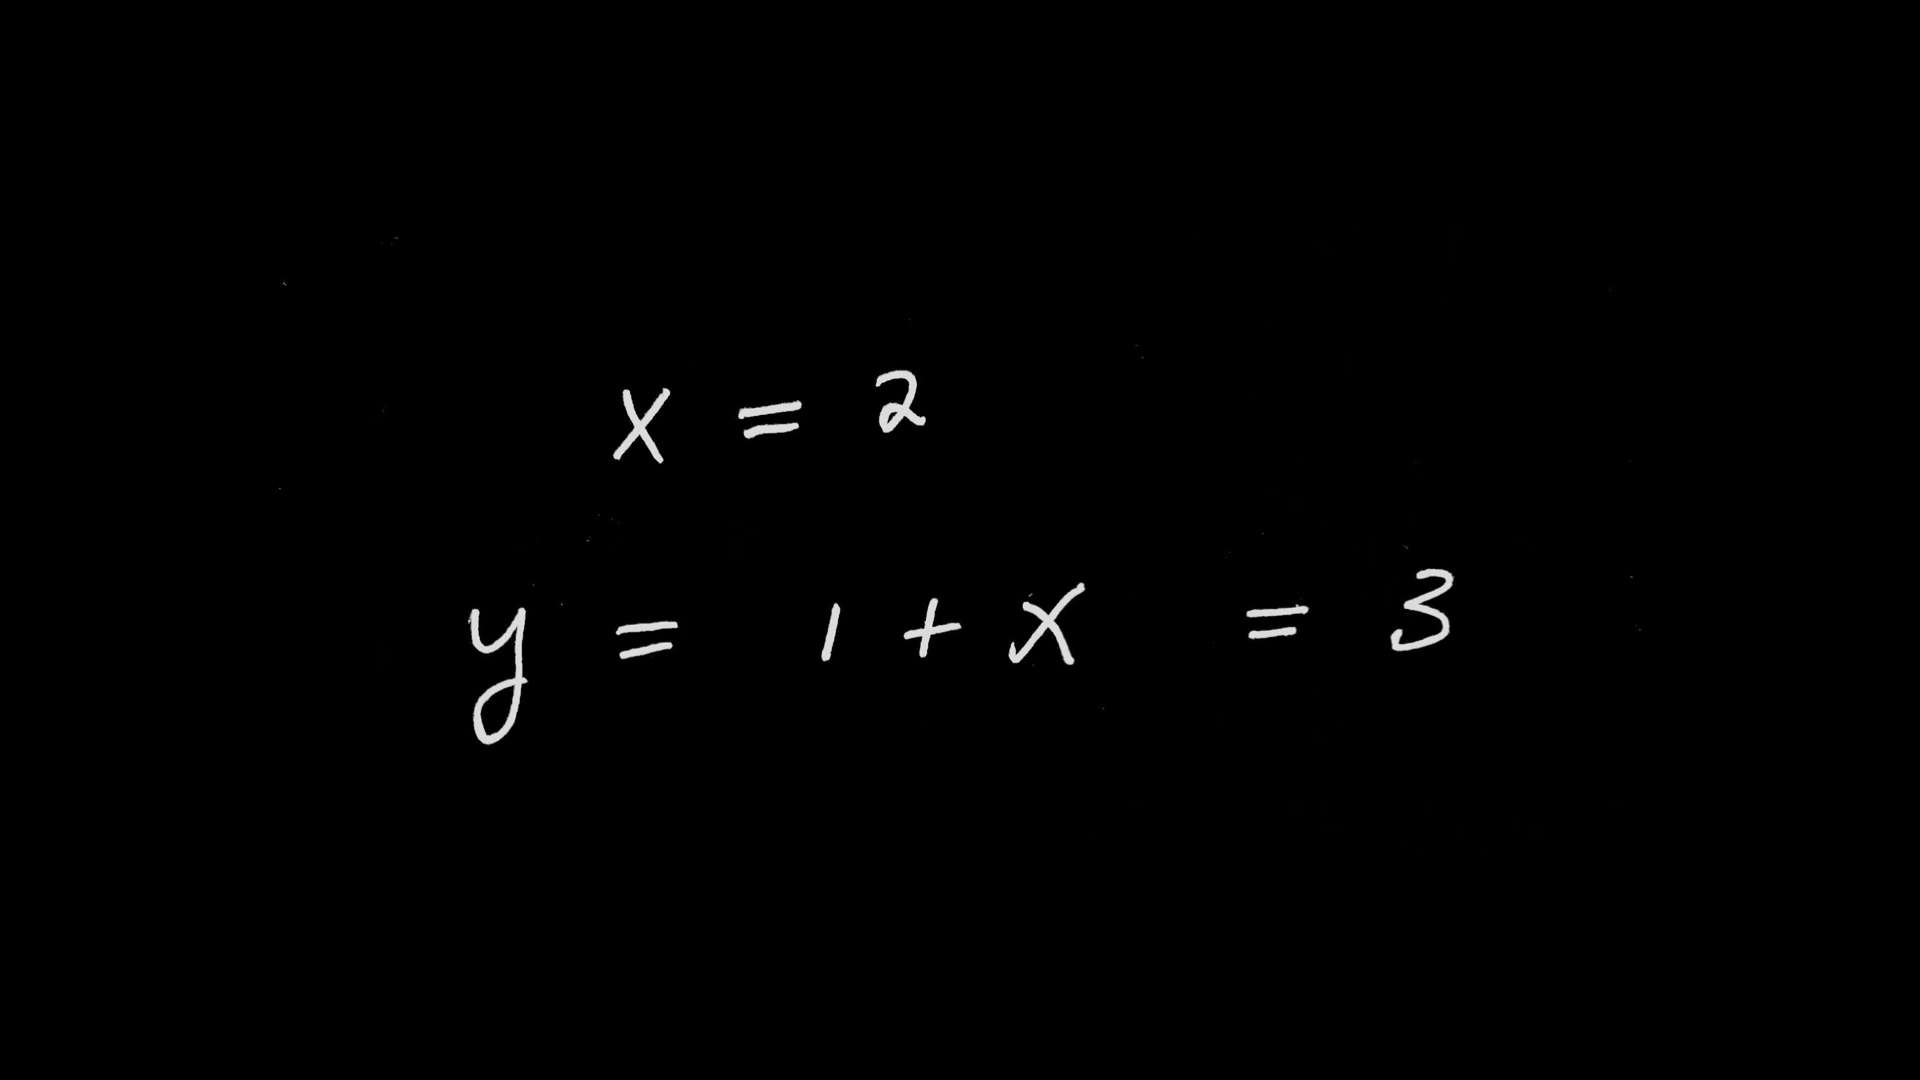 x = 2
y = 1 + x = 3